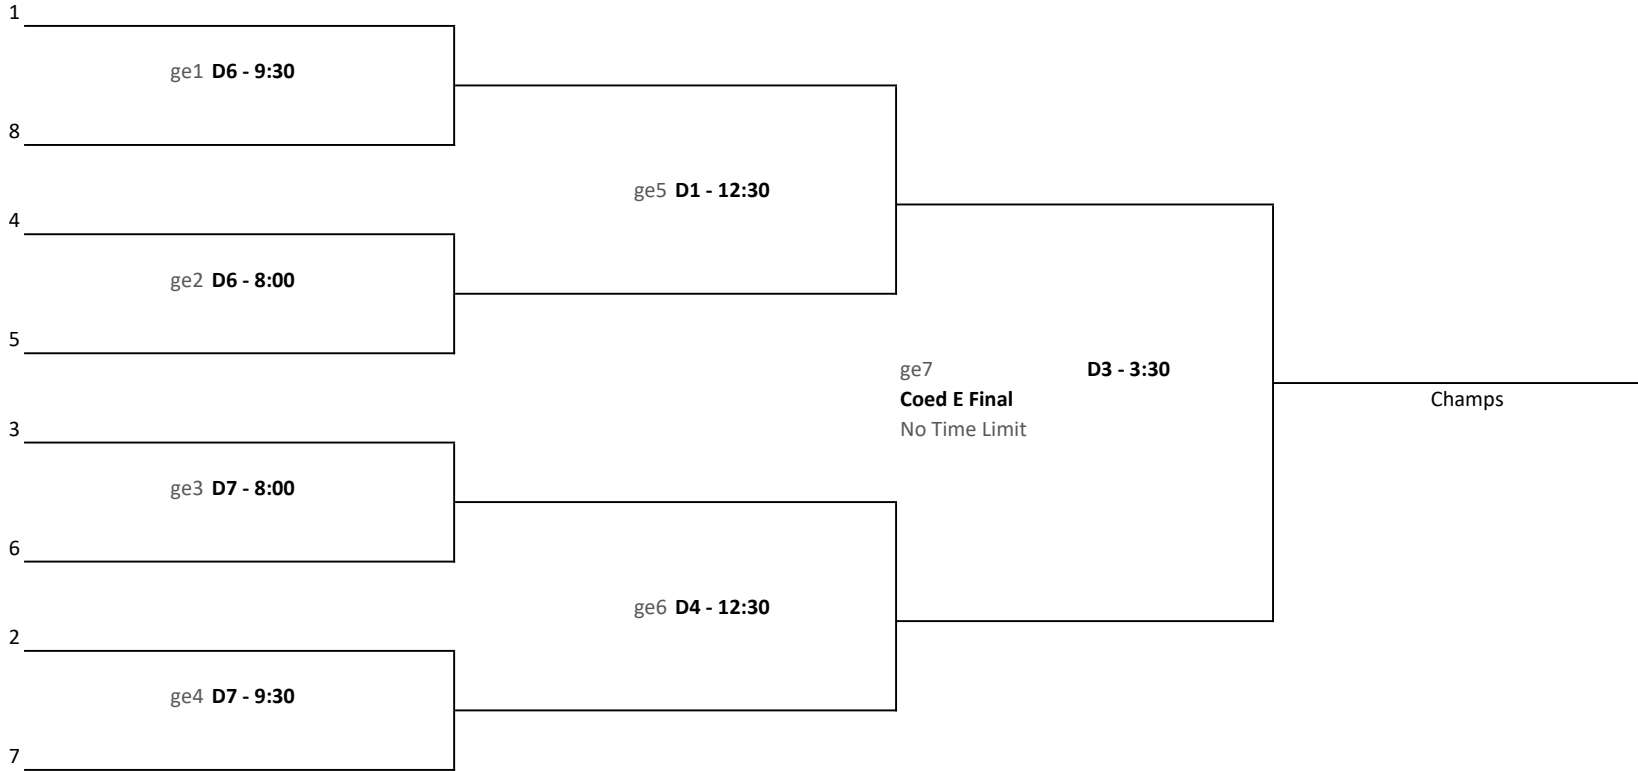 1
ge1 D6 - 9:30
8
ge5 D1 - 12:30
4
ge2 D6 - 8:00
5
ge7 D3 - 3:30
Coed E Final
Champs
No Time Limit
3
ge3 D7 - 8:00
6
ge6 D4 - 12:30
2
ge4 D7 - 9:30
7